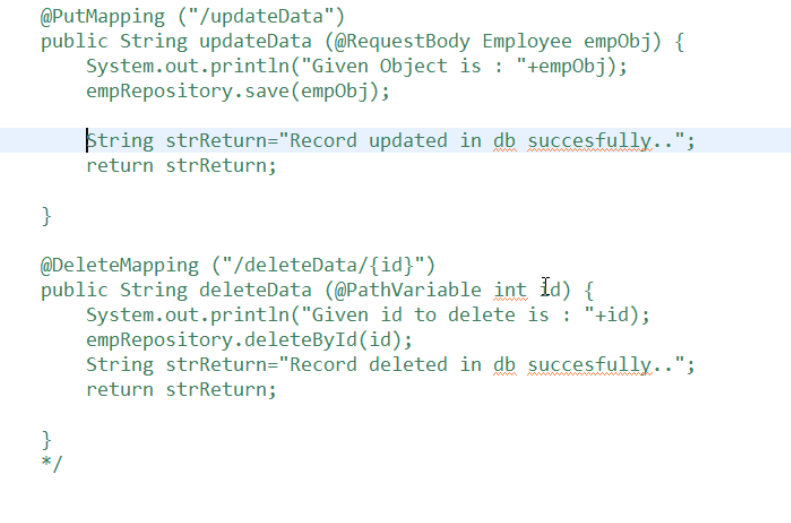 @PutMapping ("/updateData")
public String updateData (@RequestBody Employee empObj) {
System.out.println("Given Object is : "+empObj);
empRepository.save(empObj);
String strReturn="Record updated in db succesfully..";
return strReturn;
}
@DeleteMapping ("/deleteData/{id}")
public String deleteData (@PathVariable int id) {
System.out.println("Given id to delete is : "+id);
empRepository.deleteById(id);
String strReturn="Record deleted in db succesfully..";
return strReturn;
}
*/